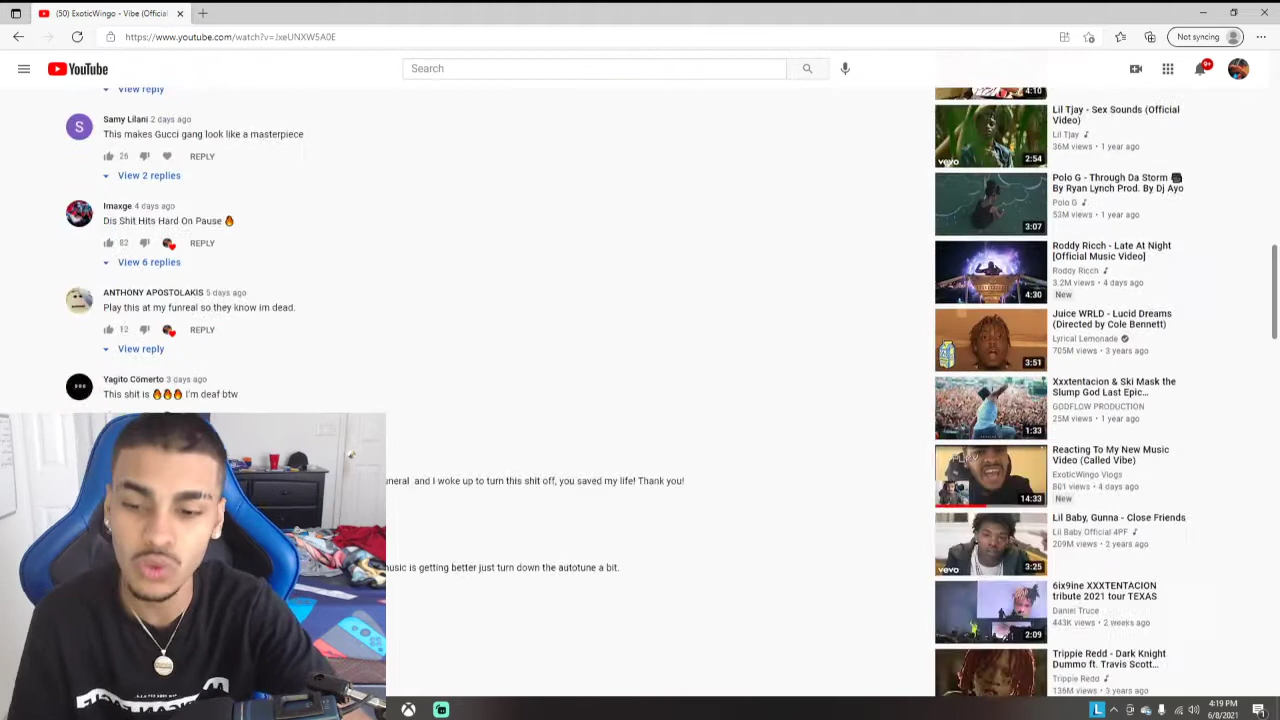 (50) ExoticWingo - Vibe (Official
https://www.youtube.com/watch?v=JxeUNXW5A0E
Not syncing
YouTube
Search
9+
View reply
S
Samy Lilani 2 days ago
This makes Gucci gang look like a masterpiece
26 REPLY
View 2 replies
Imaxge 4 days ago
Dis Shit Hits Hard On Pause 🔥
82 REPLY
View 6 replies
ANTHONY APOSTOLAKIS 5 days ago
Play this at my funreal so they know im dead.
12 REPLY
View reply
Yagito Cömerto 3 days ago
This shit is 🔥🔥🔥 I'm deaf btw
neral and I woke up to turn this shit off, you saved my life! Thank you!
music is getting better just turn down the autotune a bit.
4:10
Lil Tjay - Sex Sounds (Official
Video)
Lil Tjay
36M views • 1 year ago
vevo
2:54
Polo G - Through Da Storm
By Ryan Lynch Prod. By Dj Ayo
Polo G
53M views • 1 year ago
3:07
Roddy Ricch - Late At Night
[Official Music Video]
Roddy Ricch
3.2M views • 4 days ago
New
4:30
Juice WRLD - Lucid Dreams
(Directed by Cole Bennett)
Lyrical Lemonade
705M views • 3 years ago
3:51
Xxxtentacion & Ski Mask the
Slump God Last Epic...
GODFLOW PRODUCTION
25M views • 1 year ago
1:33
Reacting To My New Music
Video (Called Vibe)
ExoticWingo Vlogs
801 views • 4 days ago
New
14:33
Lil Baby, Gunna - Close Friends
Lil Baby Official 4PF
209M views • 2 years ago
vevo
3:25
6ix9ine XXXTENTACION
tribute 2021 tour TEXAS
Daniel Truce
443K views • 2 weeks ago
2:09
Trippie Redd - Dark Knight
Dummo ft. Travis Scott...
Trippie Redd
136M views • 3 years ago
L
4:19 PM
6/8/2021